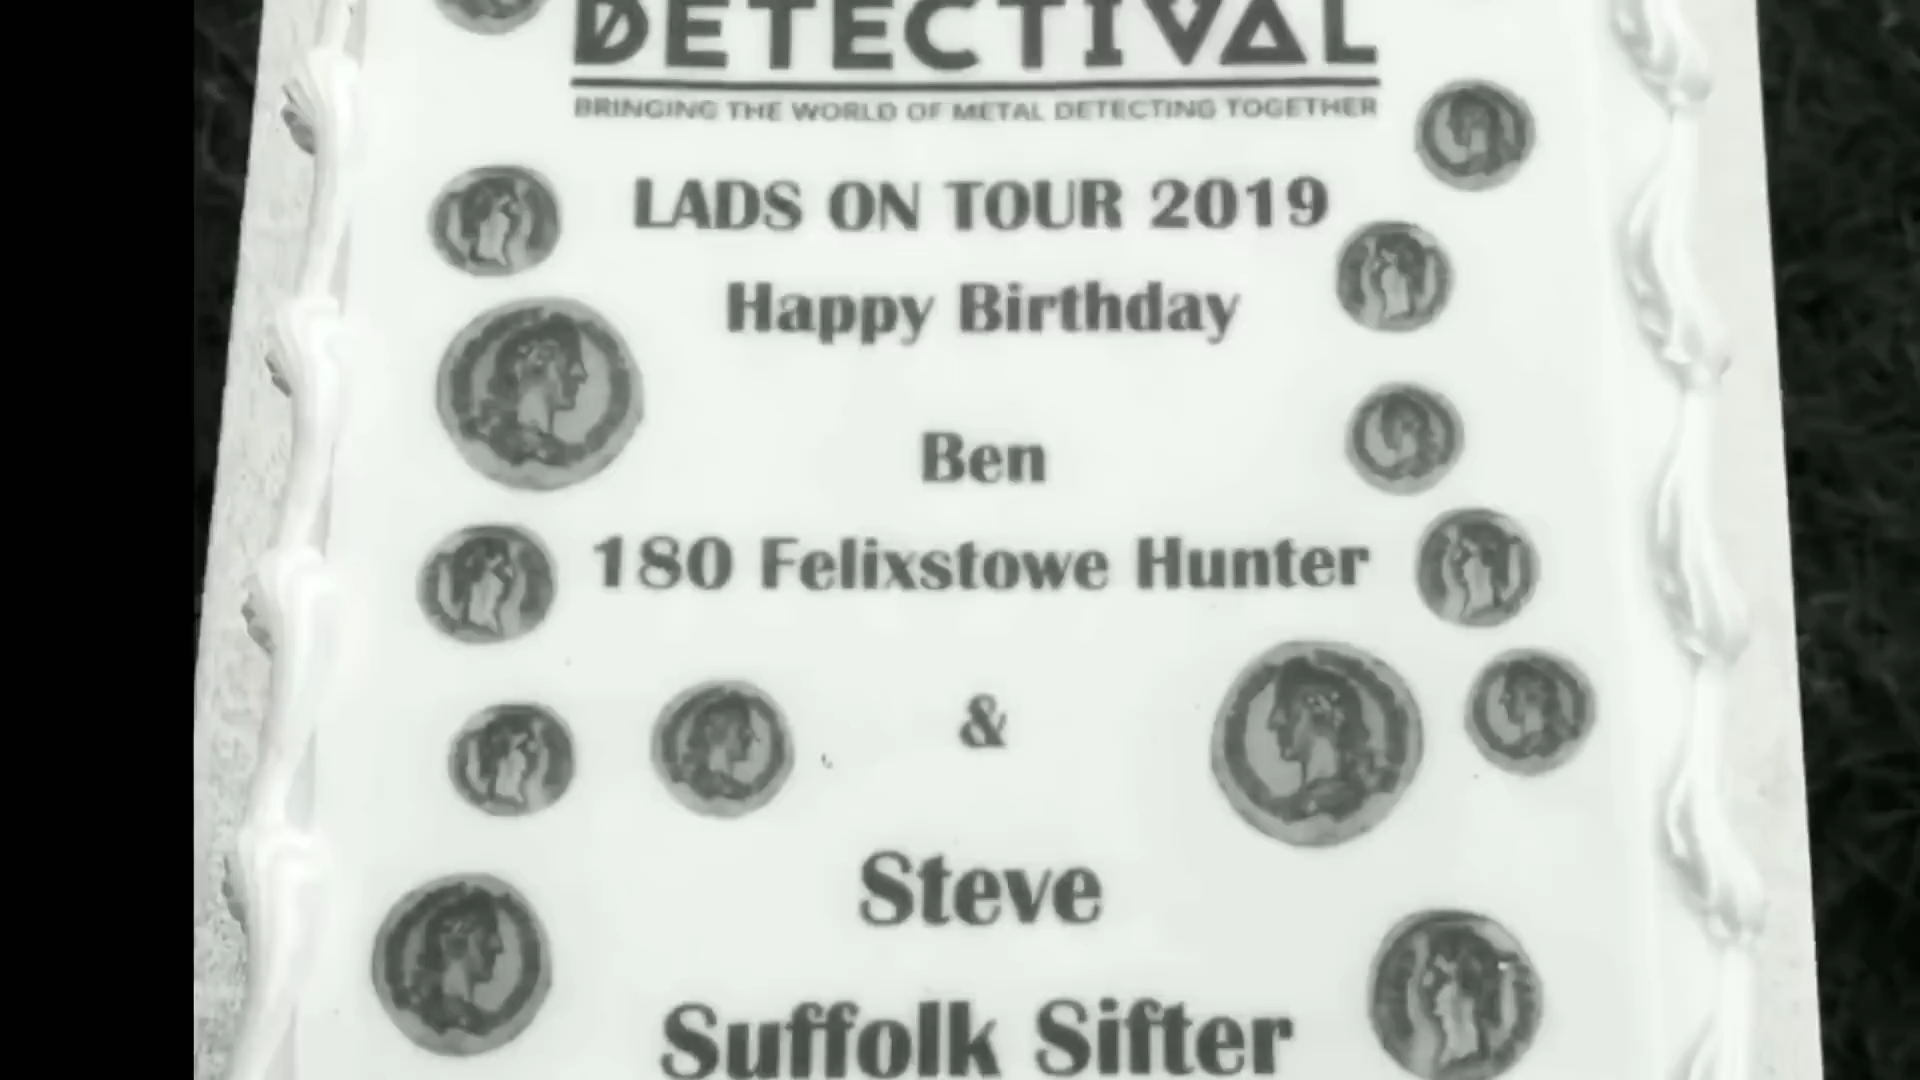 DETECTIVAL
BRINGING THE WORLD OF METAL DETECTING TOGETHER
LADS ON TOUR 2019
Happy Birthday
Ben
180 Felixstowe Hunter
&
Steve
Suffolk Sifter